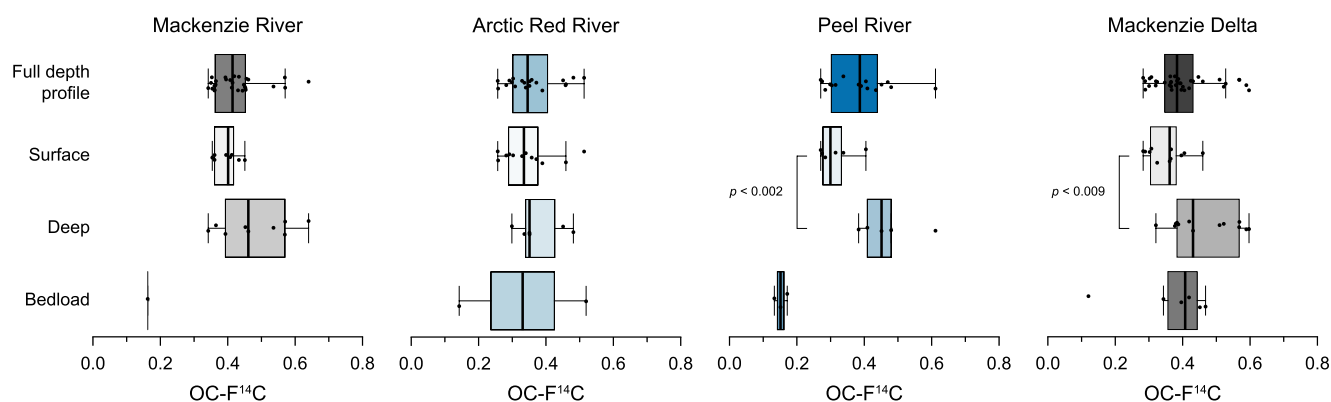 Mackenzie River
Arctic Red River
Peel River
Mackenzie Delta
Full depth
profile
Surface
Deep
Bedload
p < 0.002
p < 0.009
0.0 0.2 0.4 0.6 0.8
0.0 0.2 0.4 0.6 0.8
0.0 0.2 0.4 0.6 0.8
0.0 0.2 0.4 0.6 0.8
OC-F¹⁴C
OC-F¹⁴C
OC-F¹⁴C
OC-F¹⁴C